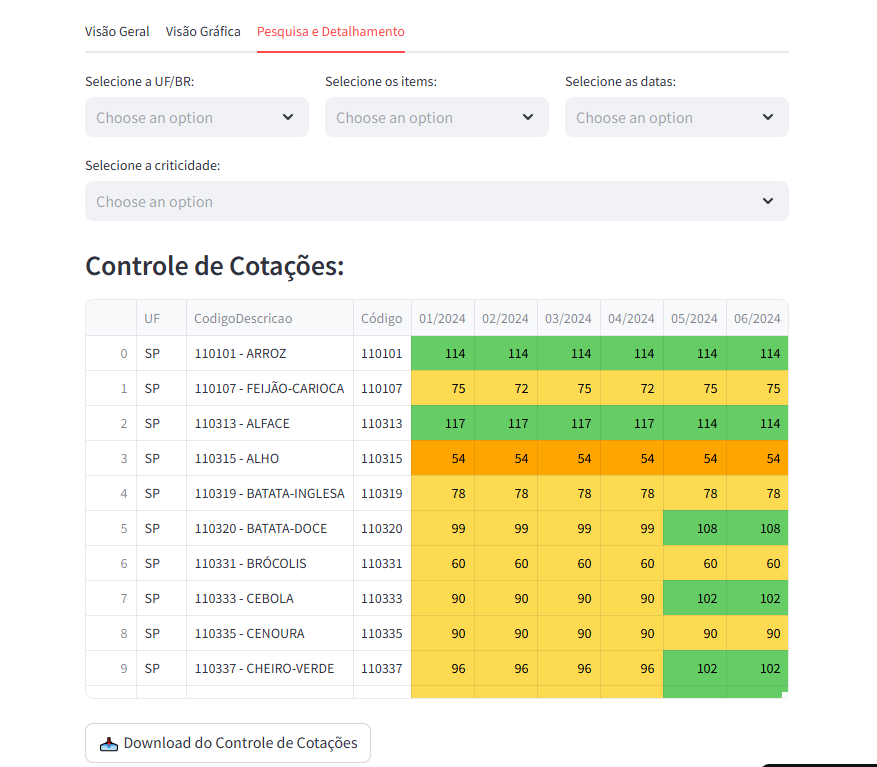 Visão Geral Visão Gráfica Pesquisa e Detalhamento
Selecione a UF/BR: Selecione os items: Selecione as datas:
Choose an option Choose an option Choose an option
Selecione a criticidade:
Choose an option
Controle de Cotações:
UF CodigoDescricao Código 01/2024 02/2024 03/2024 04/2024 05/2024 06/2024
0 SP 110101 - ARROZ 110101 114 114 114 114 114 114
1 SP 110107 - FEIJÃO-CARIOCA 110107 75 72 75 72 75 75
2 SP 110313 - ALFACE 110313 117 117 117 117 114 114
3 SP 110315 - ALHO 110315 54 54 54 54 54 54
4 SP 110319 - BATATA-INGLESA 110319 78 78 78 78 78 78
5 SP 110320 - BATATA-DOCE 110320 99 99 99 99 108 108
6 SP 110331 - BRÓCOLIS 110331 60 60 60 60 60 60
7 SP 110333 - CEBOLA 110333 90 90 90 90 102 102
8 SP 110335 - CENOURA 110335 90 90 90 90 90 90
9 SP 110337 - CHEIRO-VERDE 110337 96 96 96 96 102 102
Download do Controle de Cotações